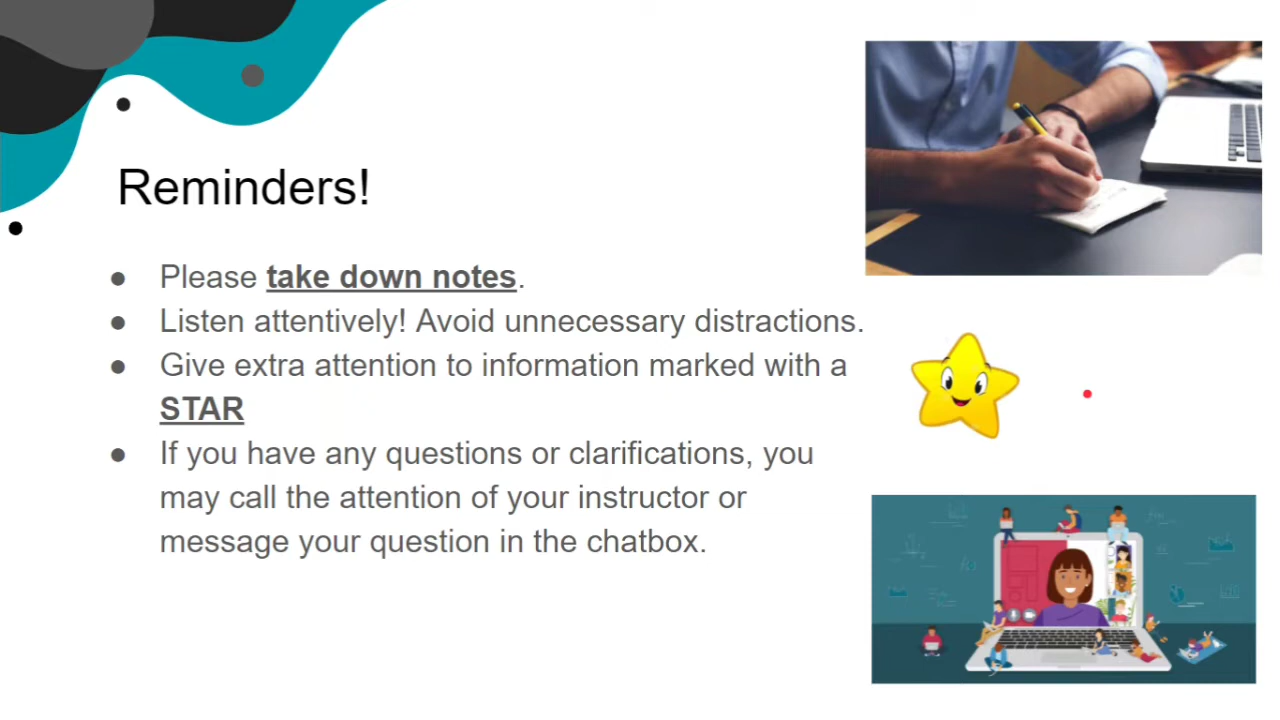 Reminders!
● Please take down notes.
● Listen attentively! Avoid unnecessary distractions.
● Give extra attention to information marked with a
STAR
● If you have any questions or clarifications, you
may call the attention of your instructor or
message your question in the chatbox.